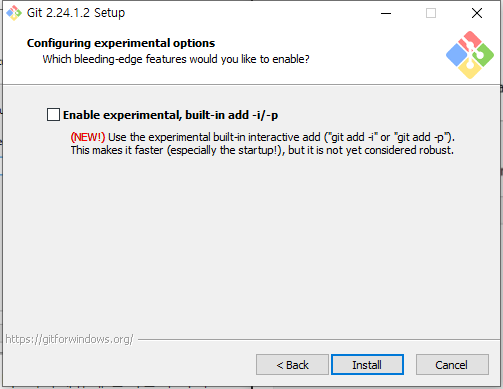 Git 2.24.1.2 Setup
Configuring experimental options
Which bleeding-edge features would you like to enable?
Enable experimental, built-in add -i/-p
(NEW!) Use the experimental built-in interactive add ("git add -i" or "git add -p").
This makes it faster (especially the startup!), but it is not yet considered robust.
https://gitforwindows.org/
< Back
Install
Cancel